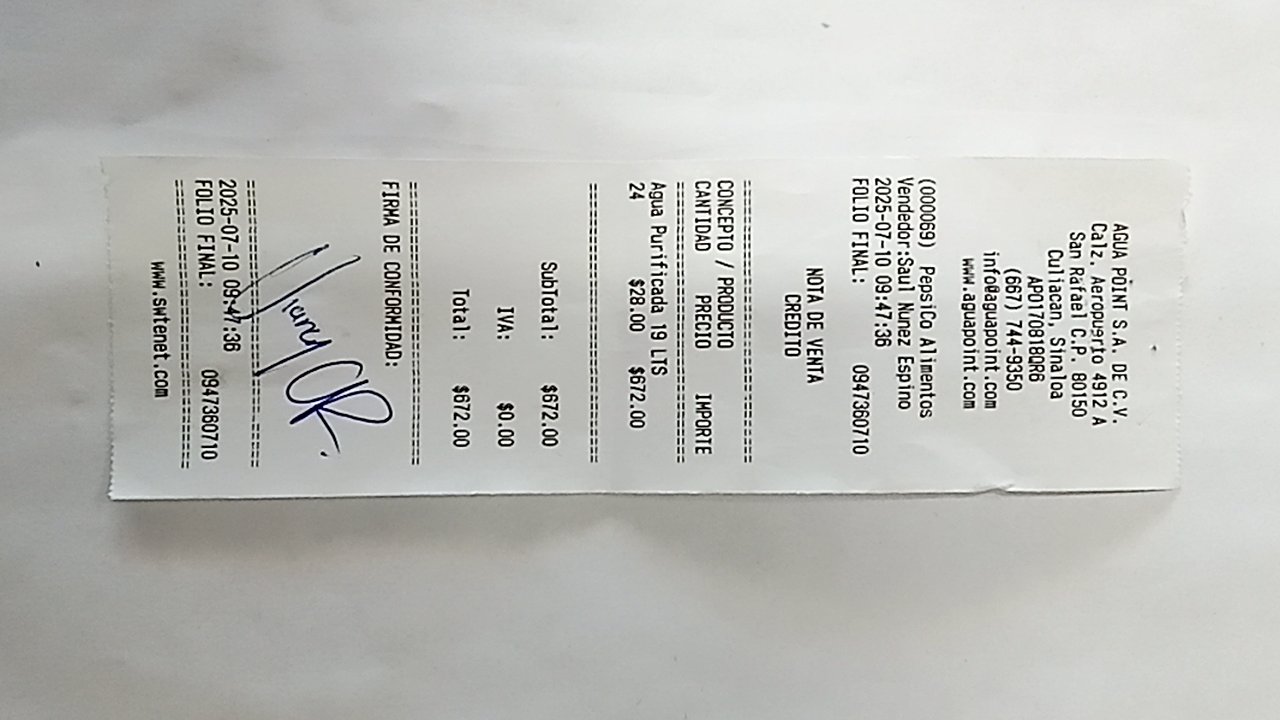 AGUA POINT S.A. DE C.V.
Calz. Aeropuerto 4912 A
San Rafael C.P. 80150
Culiacan, Sinaloa
APO170818QR6
(667) 744-9350
info@aguapoint.com
www.aguapoint.com
(000069) PepsiCo Alimentos
Vendedor:Saul Nunez Espino
2025-07-10 09:47:36
FOLIO FINAL: 0947360710
NOTA DE VENTA
CREDITO
==================================
CONCEPTO / PRODUCTO
CANTIDAD PRECIO IMPORTE
==================================
Agua Purificada 19 LTS
24 $28.00 $672.00
==================================
SubTotal: $672.00
IVA: $0.00
Total: $672.00
==================================
FIRMA DE CONFORMIDAD:
==================================
2025-07-10 09:47:36
FOLIO FINAL: 0947360710
==================================
www.swtenet.com